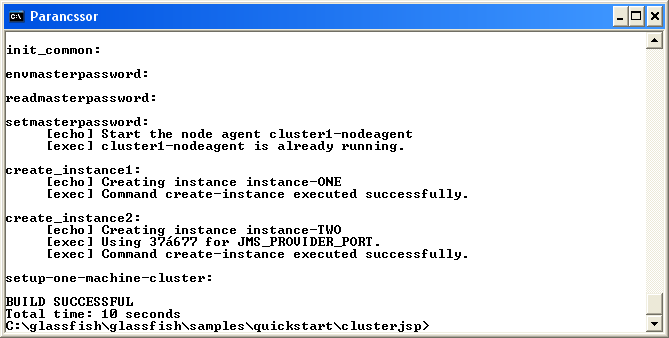 Parancssor
init_common:
envmasterpassword:
readmasterpassword:
setmasterpassword:
[echo] Start the node agent cluster1-nodeagent
[exec] cluster1-nodeagent is already running.
create_instance1:
[echo] Creating instance instance-ONE
[exec] Command create-instance executed successfully.
create_instance2:
[echo] Creating instance instance-TWO
[exec] Using 37á677 for JMS_PROVIDER_PORT.
[exec] Command create-instance executed successfully.
setup-one-machine-cluster:
BUILD SUCCESSFUL
Total time: 10 seconds
C:\glassfish\glassfish\samples\quickstart\clusterjsp>